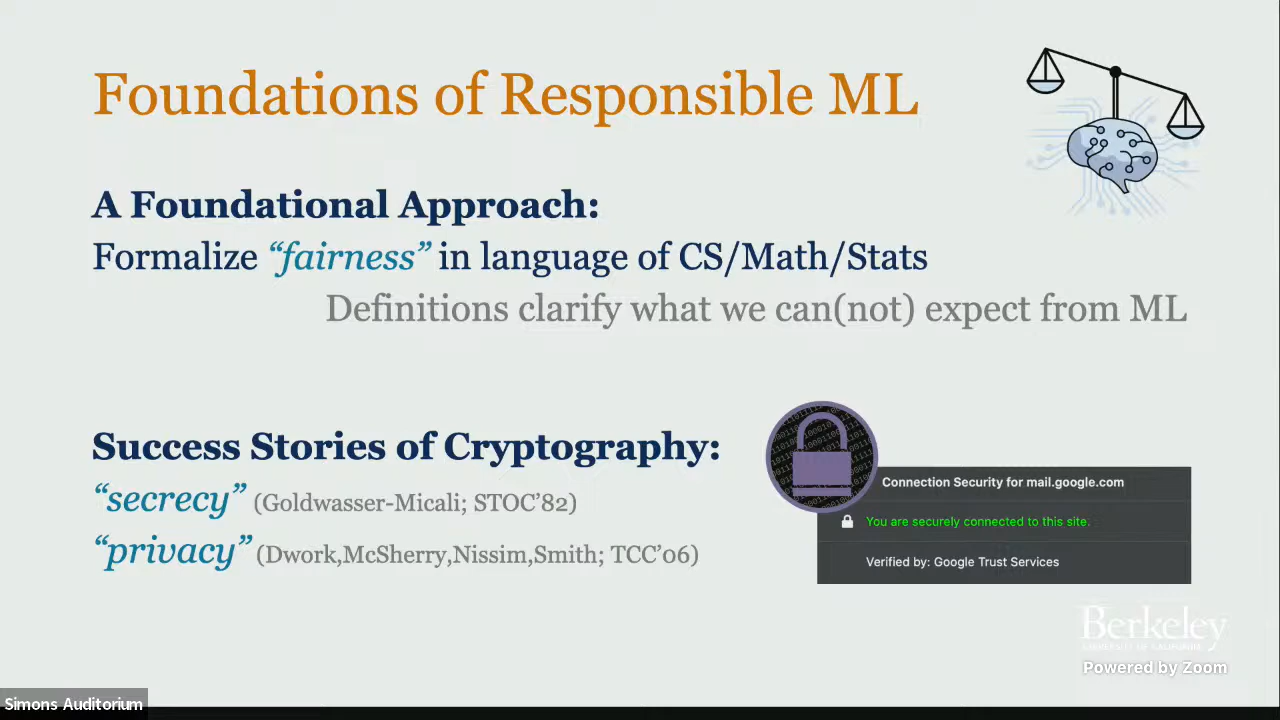 Foundations of Responsible ML
A Foundational Approach:
Formalize “fairness” in language of CS/Math/Stats
Definitions clarify what we can(not) expect from ML
Success Stories of Cryptography:
“secrecy” (Goldwasser-Micali; STOC’82)
“privacy” (Dwork,McSherry,Nissim,Smith; TCC’06)
Connection Security for mail.google.com
You are securely connected to this site.
Verified by: Google Trust Services
Berkeley
UNIVERSITY OF CALIFORNIA
Powered by Zoom
Simons Auditorium